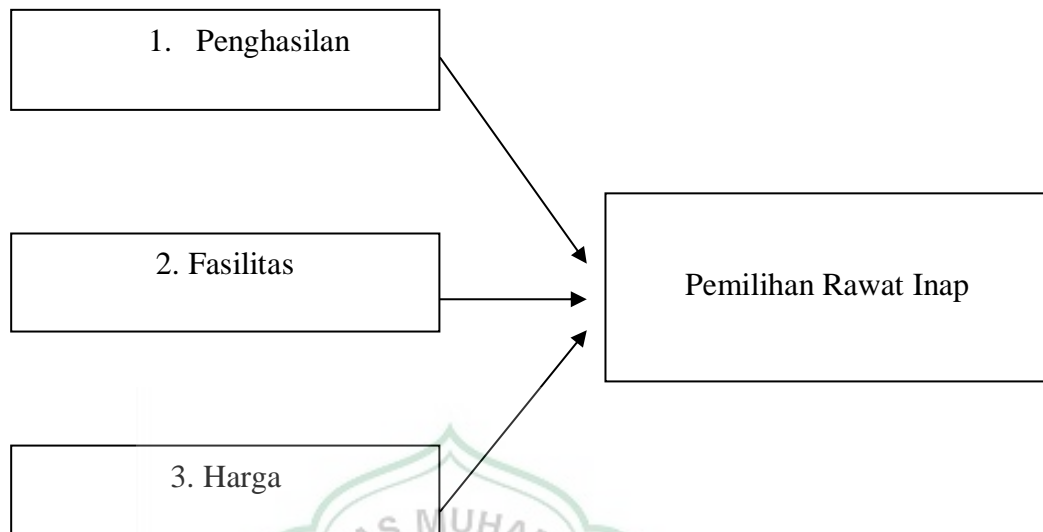 1. Penghasilan
2. Fasilitas
Pemilihan Rawat Inap
3. Harga